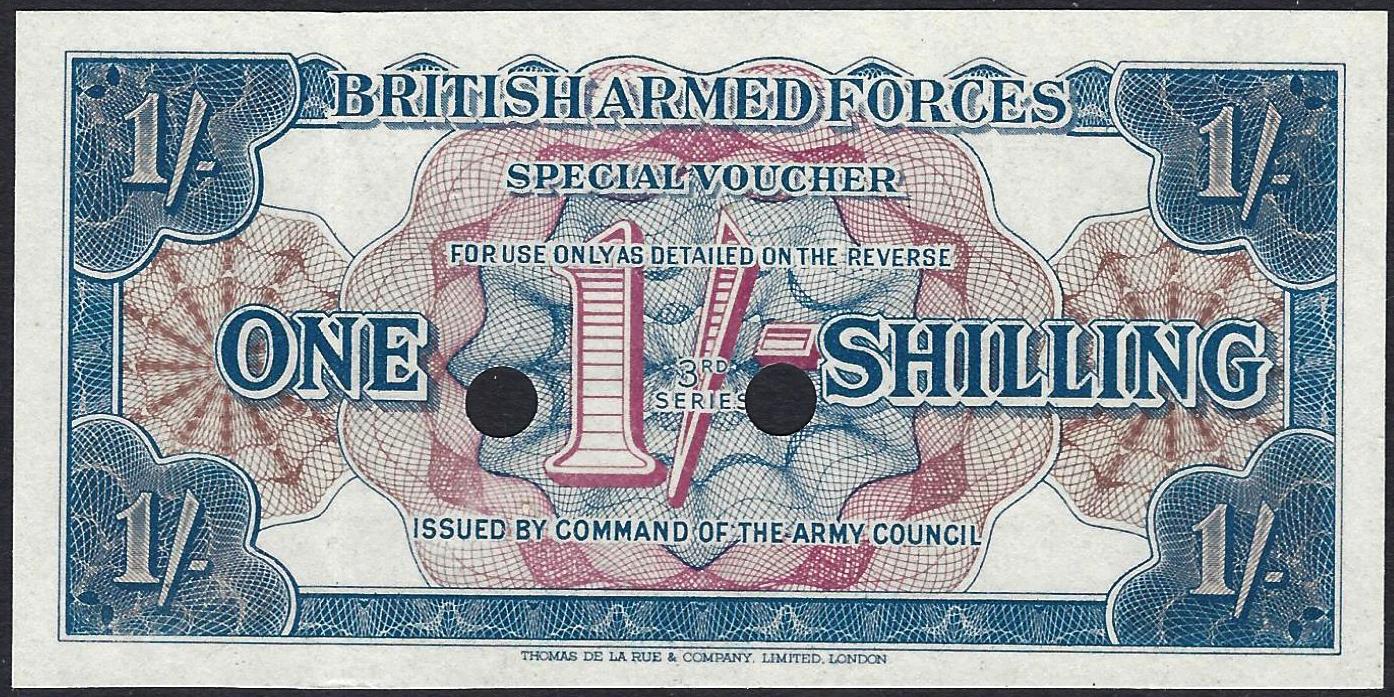 1/-
BRITISH ARMED FORCES
1/-
SPECIAL VOUCHER
FOR USE ONLY AS DETAILED ON THE REVERSE
ONE 1/- SHILLING
3RD
SERIES
ISSUED BY COMMAND OF THE ARMY COUNCIL
1/-
1/-
THOMAS DE LA RUE & COMPANY, LIMITED, LONDON